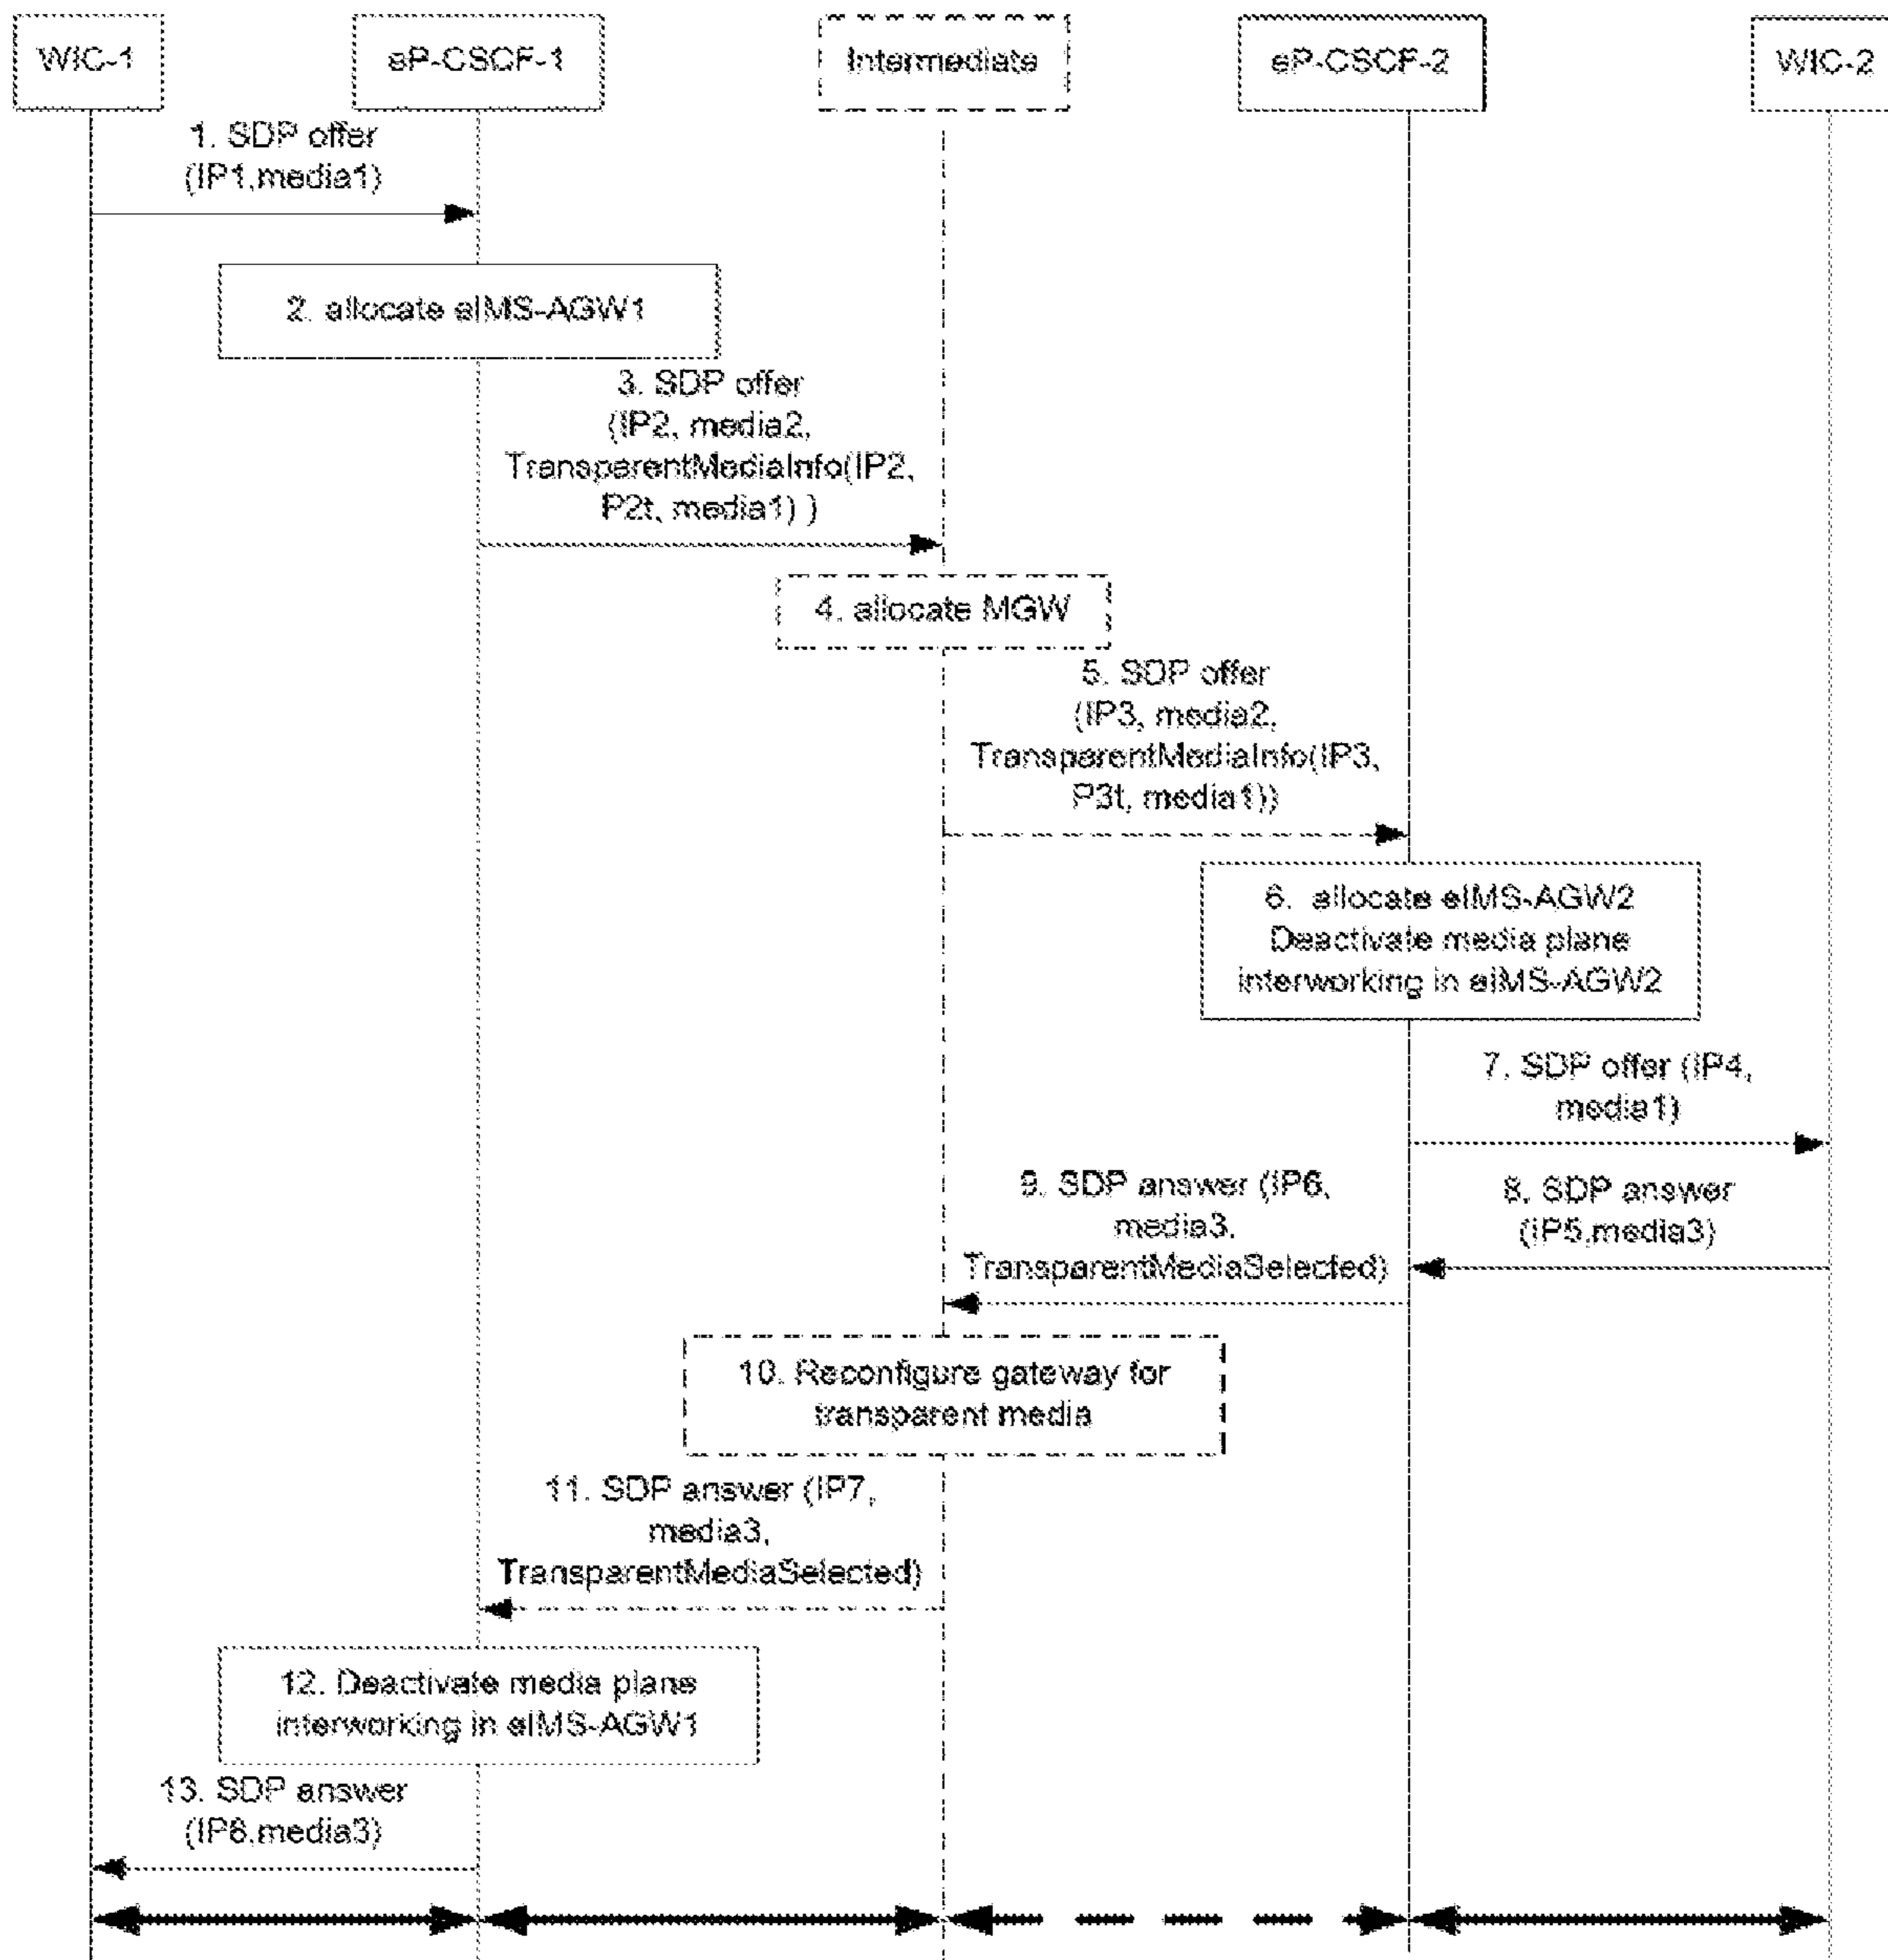 WIC-1
eP-CSCF-1
Intermediate
eP-CSCF-2
WIC-2
1. SDP offer
(IP1,media1)
2. allocate eIMS-AGW1
3. SDP offer
(IP2, media2,
TransparentMediaInfo(IP2,
P2t, media1) )
4. allocate MGW
5. SDP offer
(IP3, media2,
TransparentMediaInfo(IP3,
P3t, media1))
6. allocate eIMS-AGW2
Deactivate media plane
interworking in eIMS-AGW2
7. SDP offer (IP4,
media1)
8. SDP answer
(IP5,media3)
9. SDP answer (IP6,
media3,
TransparentMediaSelected)
10. Reconfigure gateway for
transparent media
11. SDP answer (IP7,
media3,
TransparentMediaSelected)
12. Deactivate media plane
interworking in eIMS-AGW1
13. SDP answer
(IP8,media3)